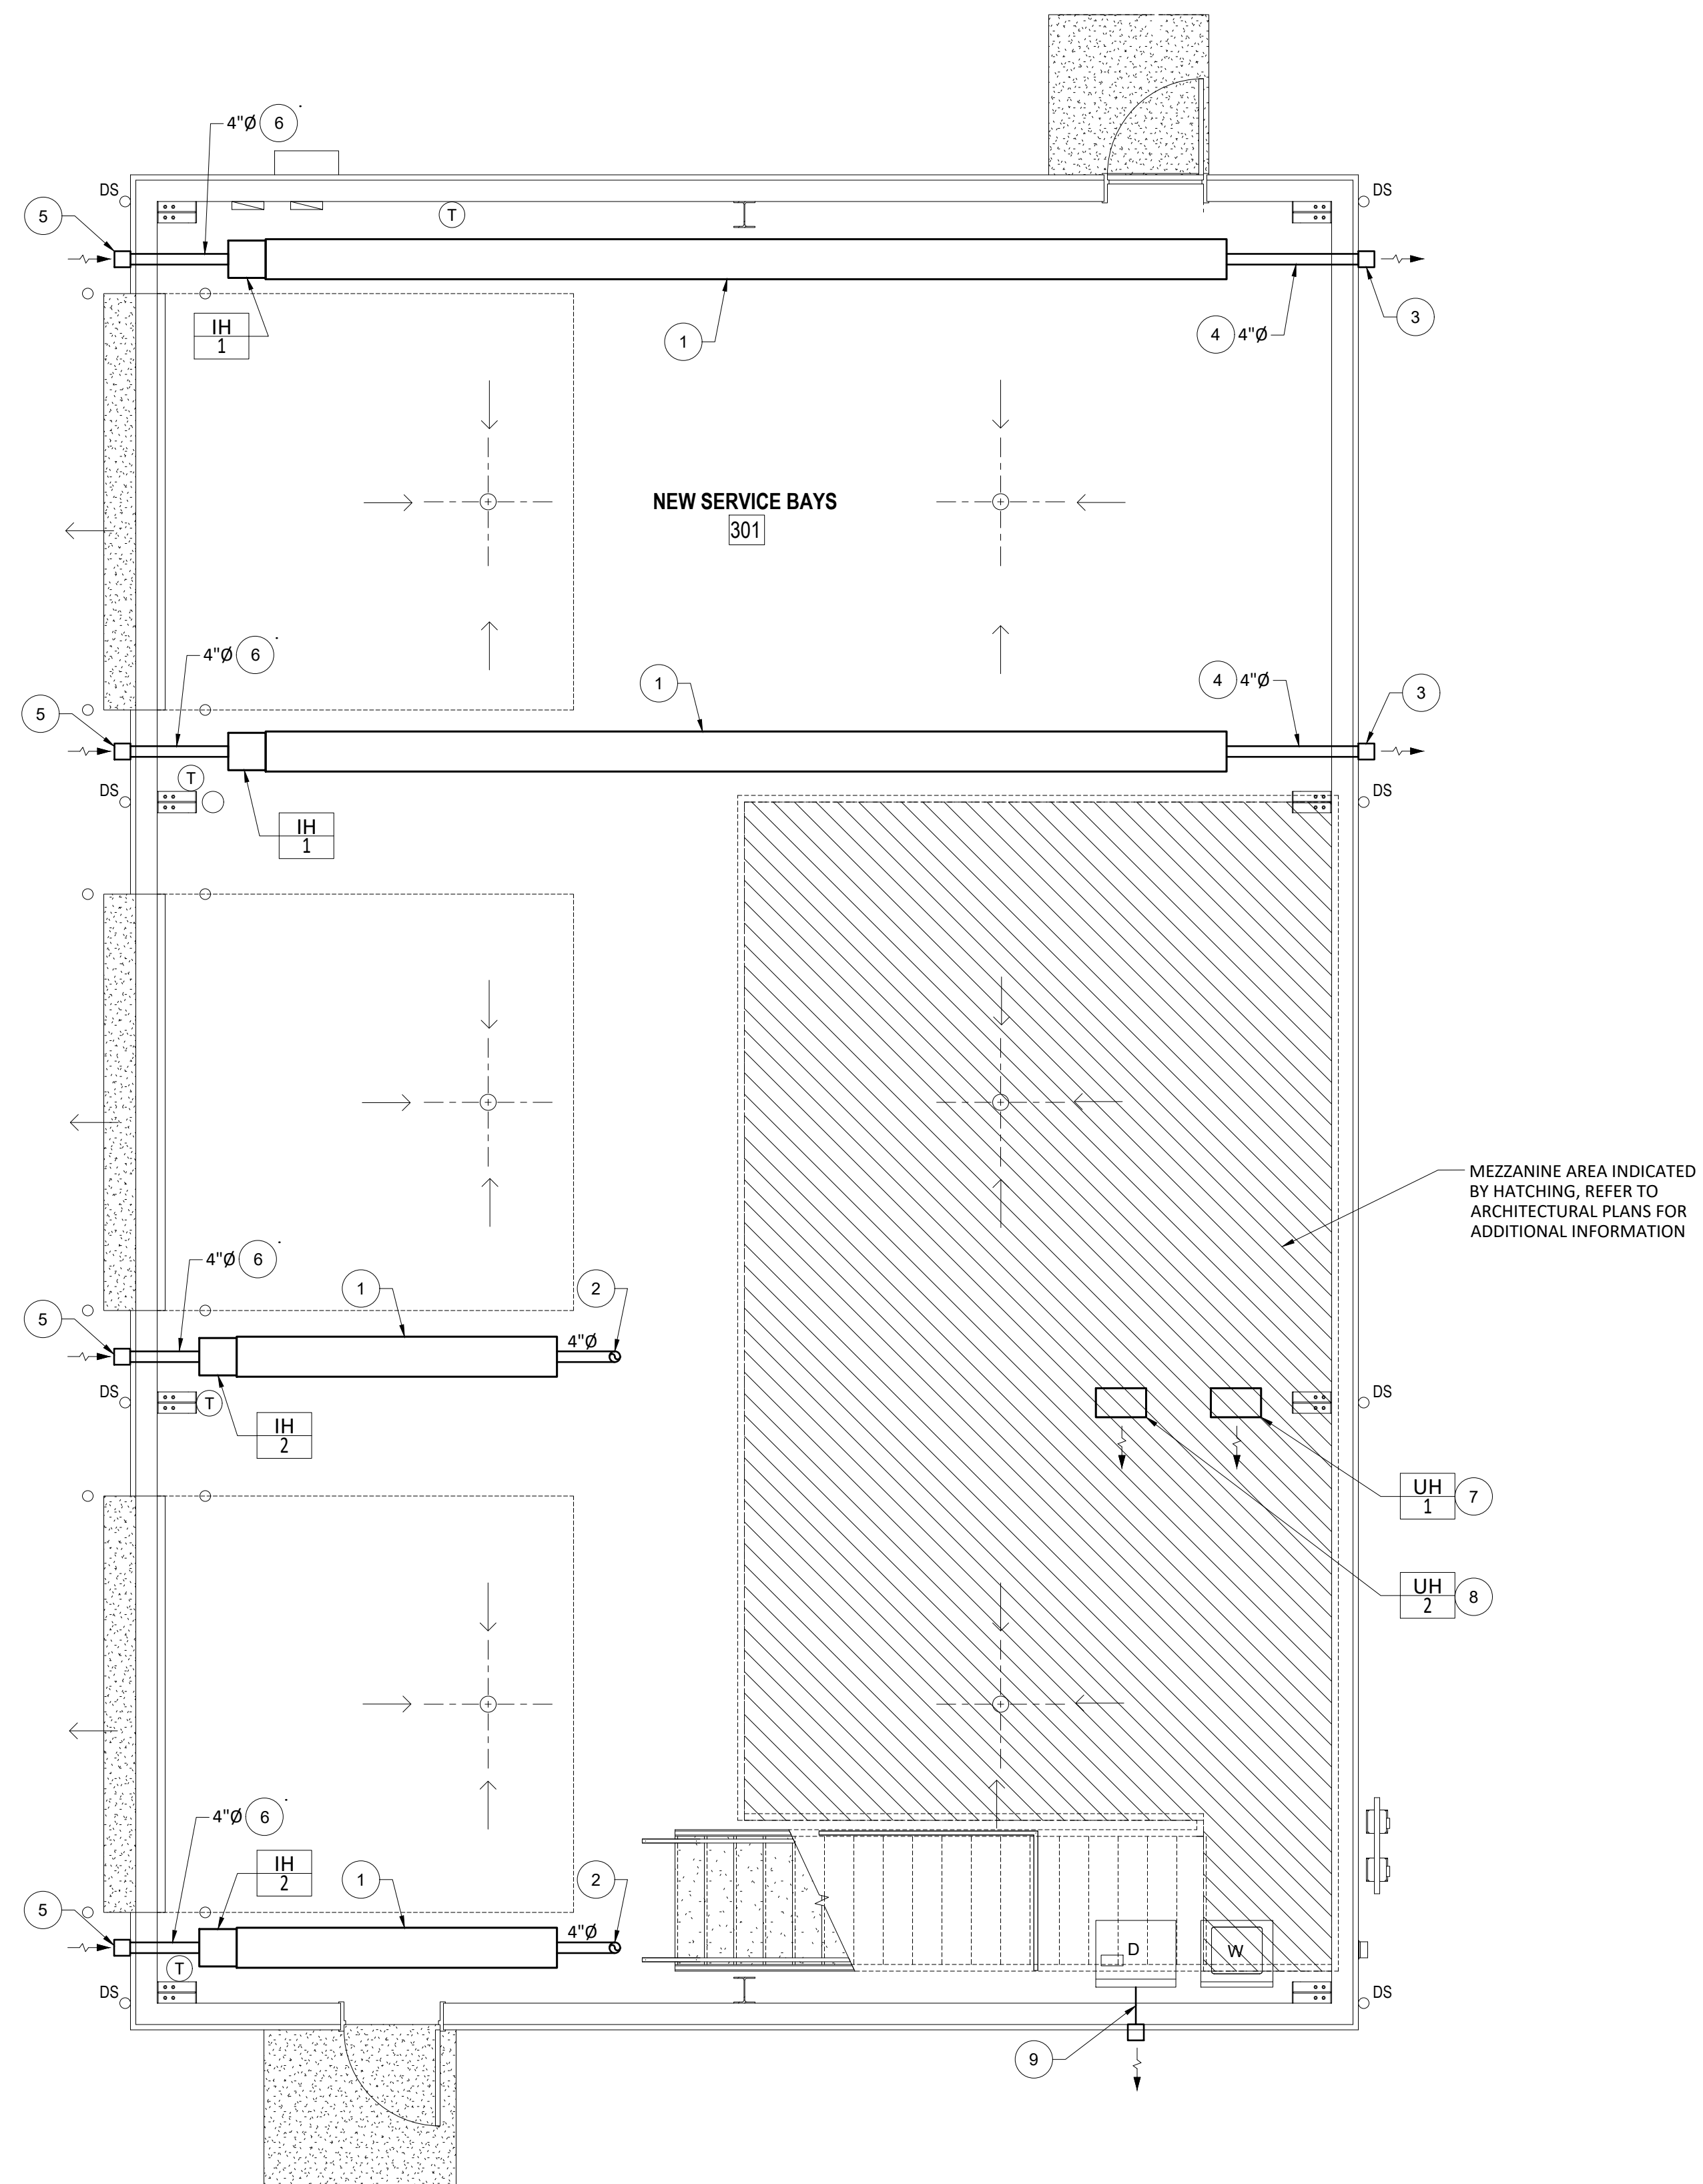 4"Ø 6
DS
DS
5
T
3
IH
1
1
4 4"Ø
NEW SERVICE BAYS
301
4"Ø 6
1
4 4"Ø
3
5
T
DS
DS
IH
1
MEZZANINE AREA INDICATED
BY HATCHING, REFER TO
ARCHITECTURAL PLANS FOR
ADDITIONAL INFORMATION
4"Ø 6
1
2
5
4"Ø
DS
T
DS
IH
2
UH
1
7
UH
2
8
4"Ø 6
IH
2
1
2
5
4"Ø
D
W
T
DS
DS
9